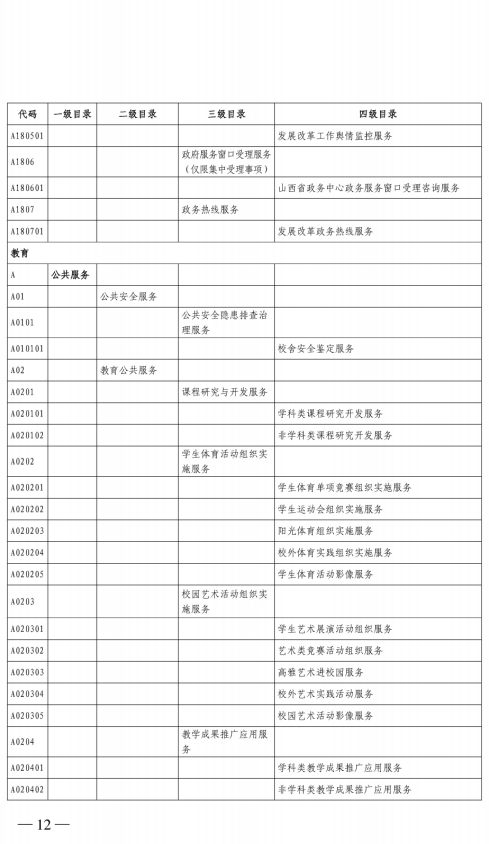 代码 一级目录 二级目录 三级目录 四级目录
A180501 发展改革工作舆情监控服务
A1806 政府服务窗口受理服务
（仅限集中受理事项）
A180601 山西省政务中心政务服务窗口受理咨询服务
A1807 政务热线服务
A180701 发展改革政务热线服务
教育
A 公共服务
A01 公共安全服务
A0101 公共安全隐患排查治
理服务
A010101 校舍安全鉴定服务
A02 教育公共服务
A0201 课程研究与开发服务
A020101 学科类课程研究开发服务
A020102 非学科类课程研究开发服务
A0202 学生体育活动组织实
施服务
A020201 学生体育单项竞赛组织实施服务
A020202 学生运动会组织实施服务
A020203 阳光体育组织实施服务
A020204 校外体育实践组织实施服务
A020205 学生体育活动影像服务
A0203 校园艺术活动组织实
施服务
A020301 学生艺术展演活动组织服务
A020302 艺术类竞赛活动组织服务
A020303 高雅艺术进校园服务
A020304 校外艺术实践活动服务
A020305 校园艺术活动影像服务
A0204 教学成果推广应用服
务
A020401 学科类教学成果推广应用服务
A020402 非学科类教学成果推广应用服务
— 12 —